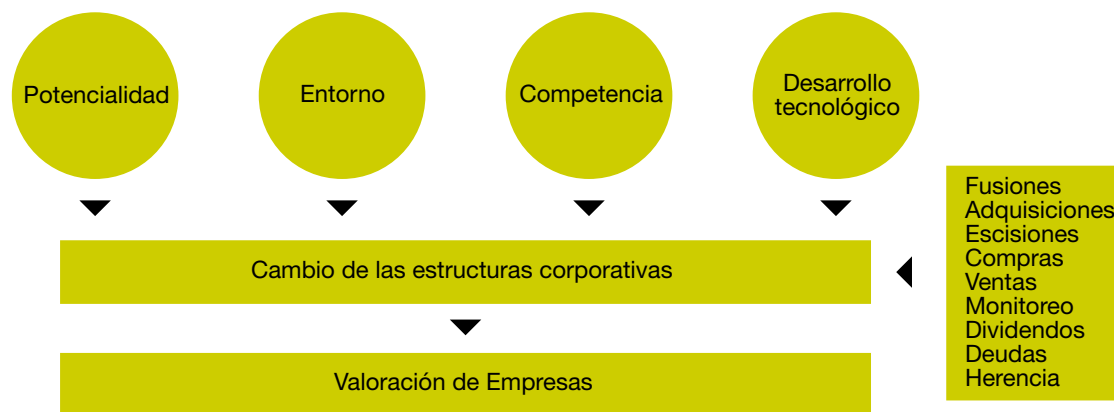 Potencialidad
Entorno
Competencia
Desarrollo
tecnológico
Fusiones
Adquisiciones
Escisiones
Compras
Ventas
Monitoreo
Dividendos
Deudas
Herencia
Cambio de las estructuras corporativas
Valoración de Empresas